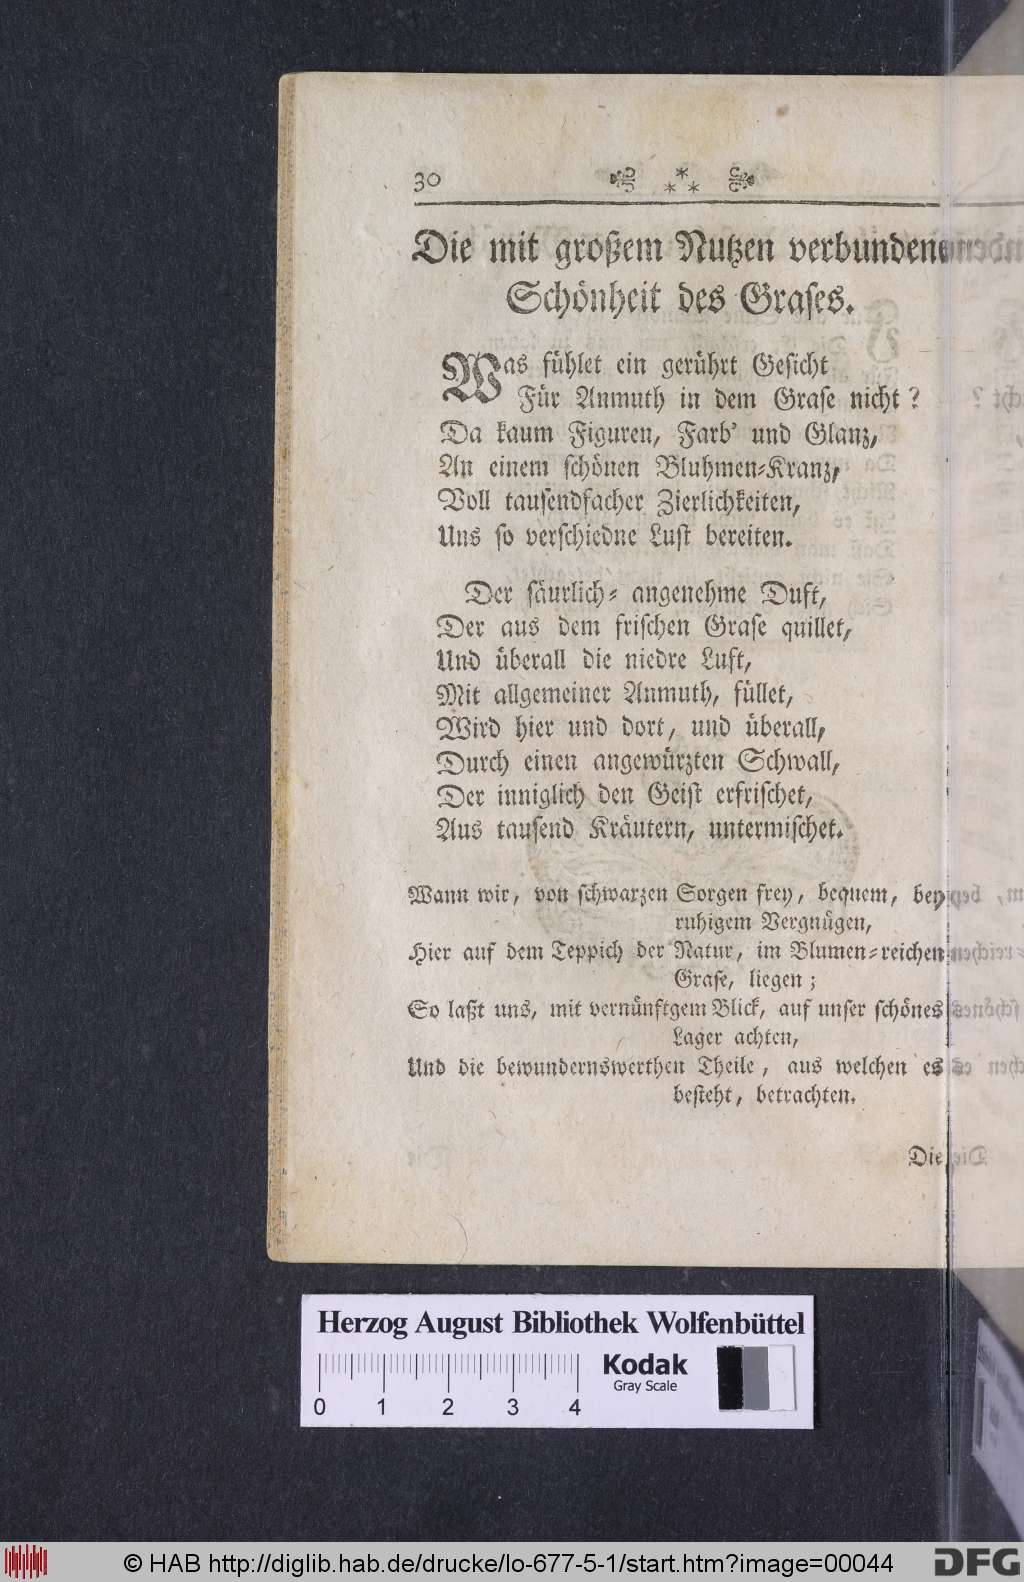 30
Die mit großem Nutzen verbundene
Schönheit des Grases.
Was fühlet ein gerührt Gesicht
Für Anmuth in dem Grase nicht?
Da kaum Figuren, Farb' und Glanz,
An einem schönen Bluhmen-Kranz,
Voll tausendfacher Zierlichkeiten,
Uns so verschiedne Lust bereiten.
Der säurlich- angenehme Duft,
Der aus dem frischen Grase quillet,
Und überall die niedre Luft,
Mit allgemeiner Anmuth, füllet,
Wird hier und dort, und überall,
Durch einen angewürzten Schwall,
Der inniglich den Geist erfrischet,
Aus tausend Kräutern, untermischet.
Wann wir, von schwarzen Sorgen frey, bequem, bey
ruhigem Vergnügen,
Hier auf dem Teppich der Natur, im Blumen-reichen
Grase, liegen;
So laßt uns, mit vernünftgem Blick, auf unser schönes
Lager achten,
Und die bewundernswerthen Theile, aus welchen es
besteht, betrachten.
Die
Herzog August Bibliothek Wolfenbüttel
Kodak
Gray Scale
0 1 2 3 4
© HAB http://diglib.hab.de/drucke/lo-677-5-1/start.htm?image=00044
DFG